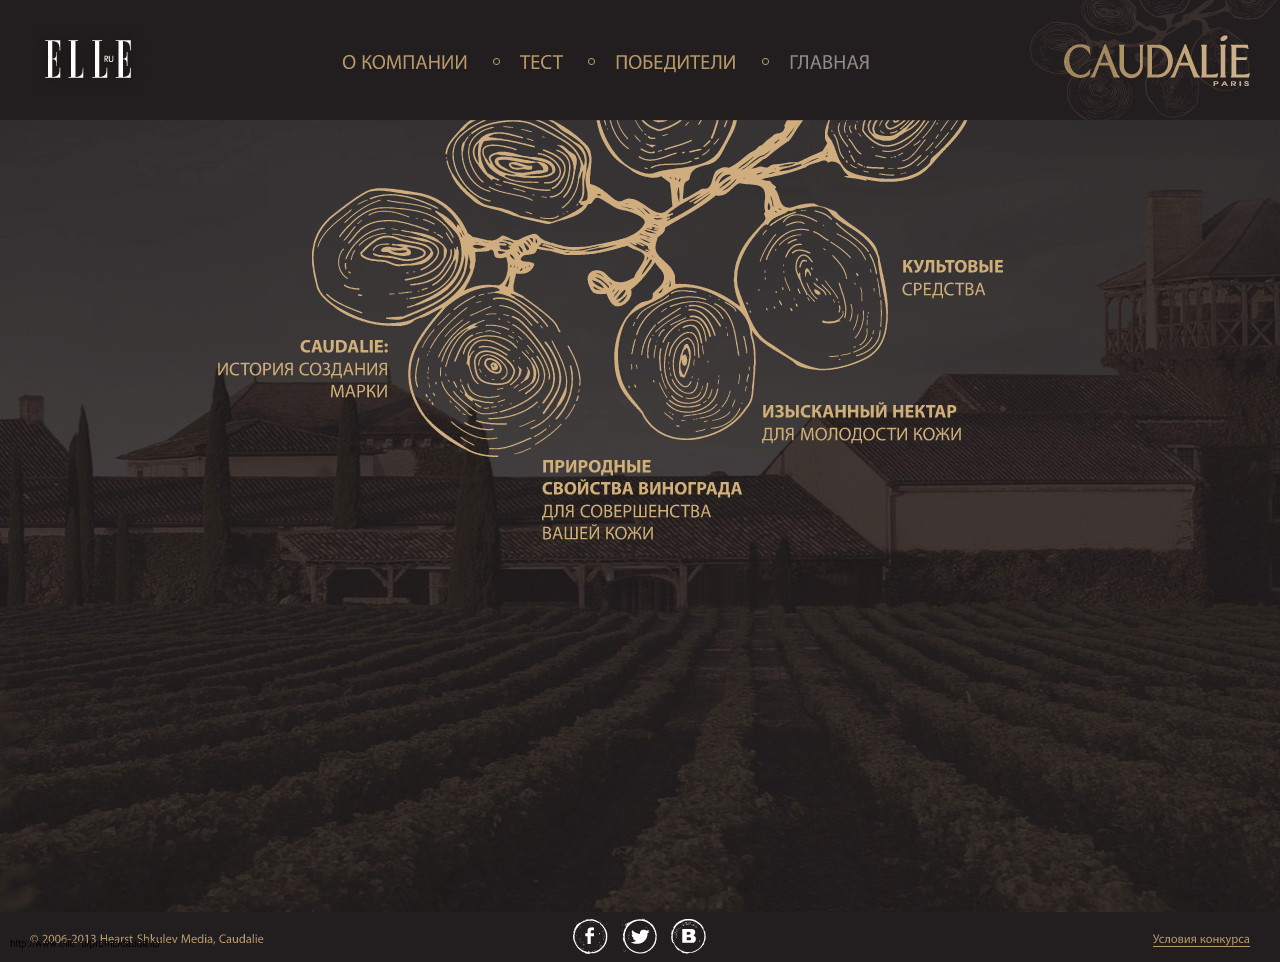 ELLE RU
О КОМПАНИИ
ТЕСТ
ПОБЕДИТЕЛИ
ГЛАВНАЯ
CAUDALÍE
PARIS
КУЛЬТОВЫЕ
СРЕДСТВА
CAUDALIE:
ИСТОРИЯ СОЗДАНИЯ
МАРКИ
ИЗЫСКАННЫЙ НЕКТАР
ДЛЯ МОЛОДОСТИ КОЖИ
ПРИРОДНЫЕ
СВОЙСТВА ВИНОГРАДА
ДЛЯ СОВЕРШЕНСТВА
ВАШЕЙ КОЖИ
© 2006-2013 Hearst Shkulev Media, Caudalie
Условия конкурса